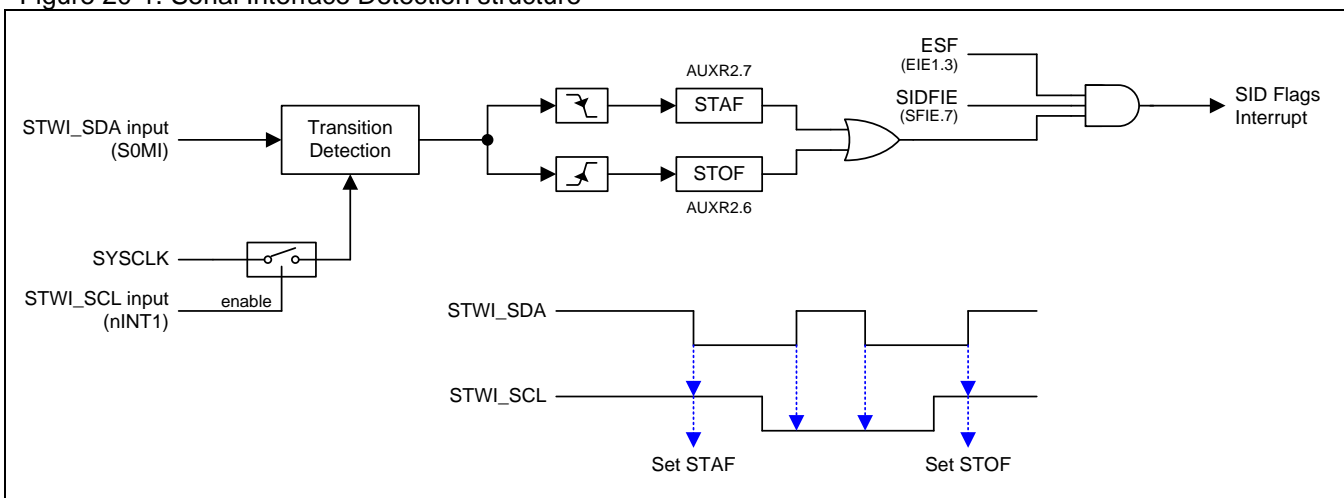 Figure 20-1. Serial Interface Detection structure
STWI_SDA input
(S0MI)
Transition
Detection
SYSCLK
STWI_SCL input
(nINT1)
enable
AUXR2.7
STAF
STOF
AUXR2.6
ESF
(EIE1.3)
SIDFIE
(SFIE.7)
SID Flags
Interrupt
STWI_SDA
STWI_SCL
Set STAF
Set STOF